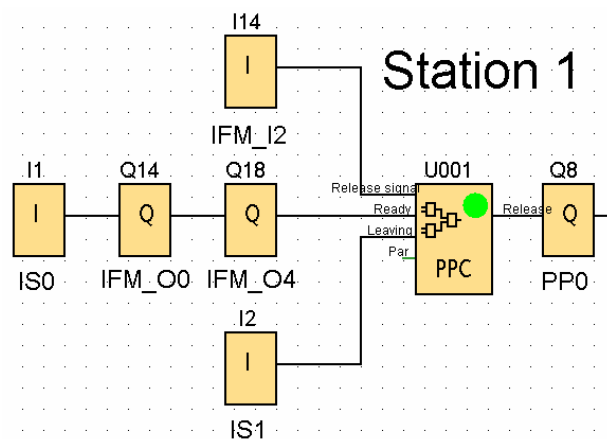 I14
I
Station 1
IFM_I2
I1
Q14
Q18
U001
Q8
Release signal
I
Q
Q
Ready
Release
Q
Leaving
Par
PPC
IS0
IFM_O0
IFM_O4
PP0
I2
I
IS1